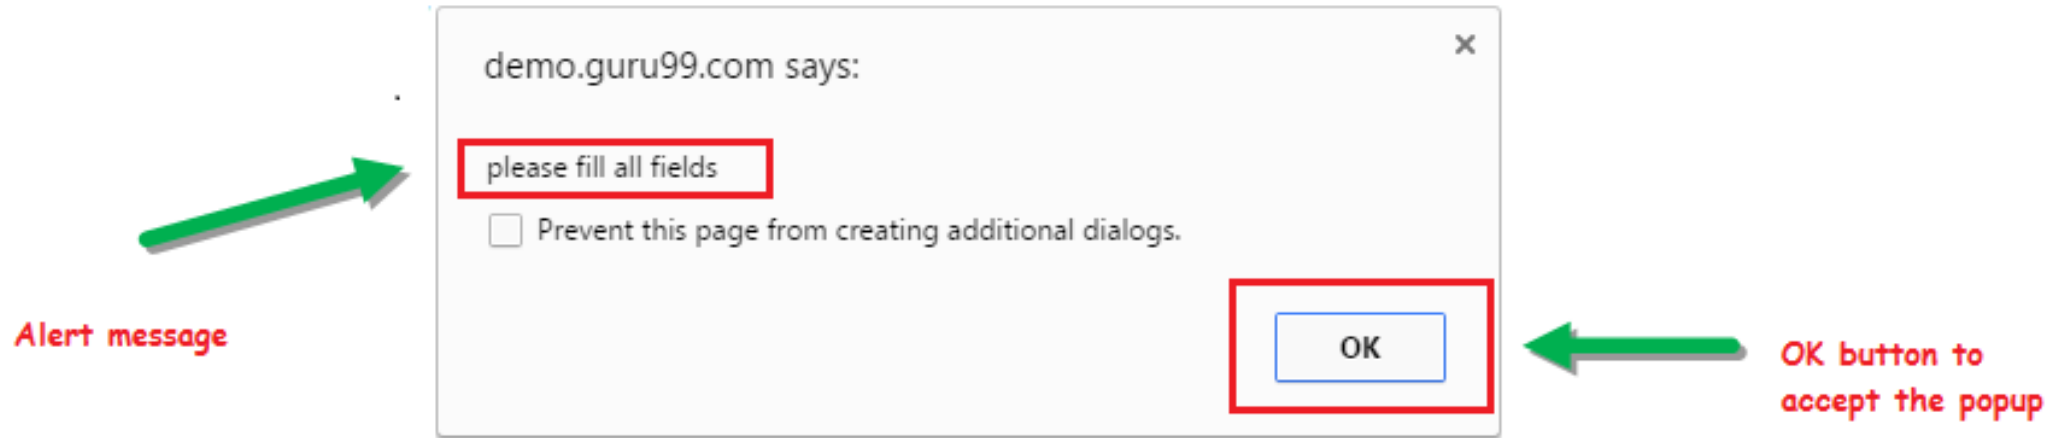 demo.guru99.com says:
please fill all fields
Prevent this page from creating additional dialogs.
Alert message
OK
OK button to
accept the popup